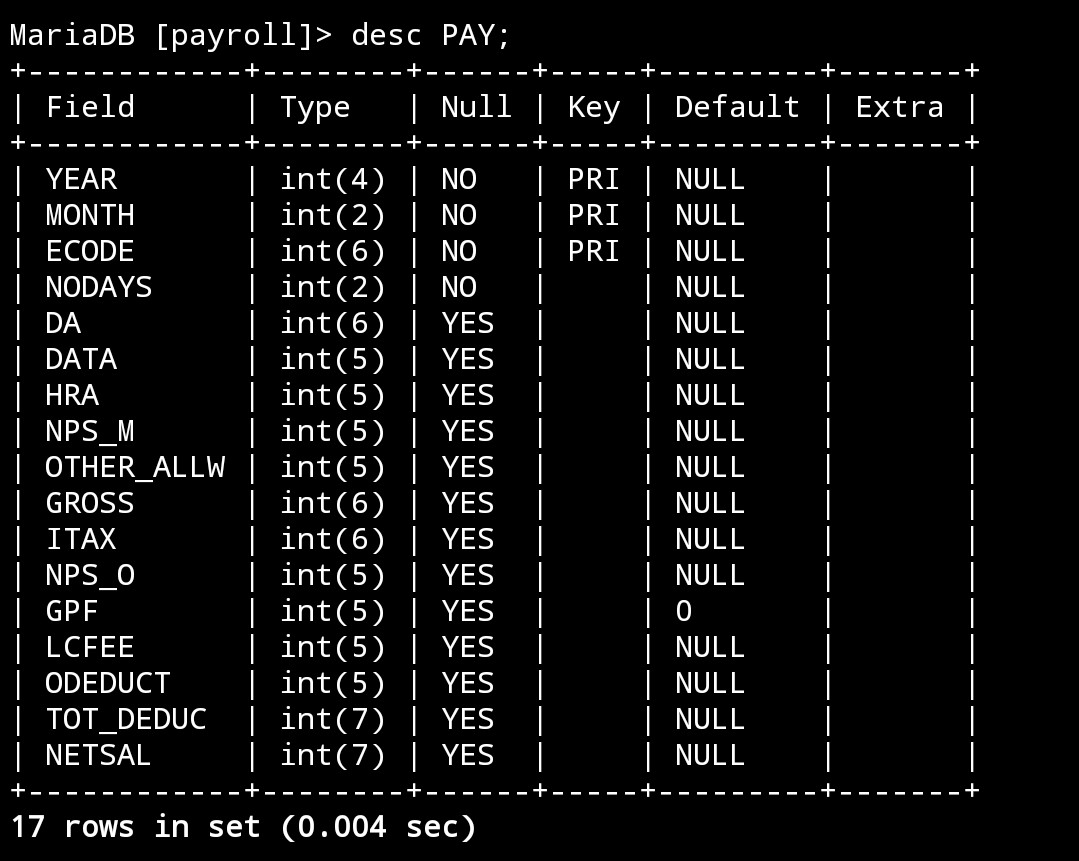 MariaDB [payroll]> desc PAY;
+------------+--------+------+-----+---------+-------+
| Field      | Type   | Null | Key | Default | Extra |
+------------+--------+------+-----+---------+-------+
| YEAR       | int(4) | NO   | PRI | NULL    |       |
| MONTH      | int(2) | NO   | PRI | NULL    |       |
| ECODE      | int(6) | NO   | PRI | NULL    |       |
| NODAYS     | int(2) | NO   |     | NULL    |       |
| DA         | int(6) | YES  |     | NULL    |       |
| DATA       | int(5) | YES  |     | NULL    |       |
| HRA        | int(5) | YES  |     | NULL    |       |
| NPS_M      | int(5) | YES  |     | NULL    |       |
| OTHER_ALLW | int(5) | YES  |     | NULL    |       |
| GROSS      | int(6) | YES  |     | NULL    |       |
| ITAX       | int(6) | YES  |     | NULL    |       |
| NPS_O      | int(5) | YES  |     | NULL    |       |
| GPF        | int(5) | YES  |     | 0       |       |
| LCFEE      | int(5) | YES  |     | NULL    |       |
| ODEDUCT    | int(5) | YES  |     | NULL    |       |
| TOT_DEDUC  | int(7) | YES  |     | NULL    |       |
| NETSAL     | int(7) | YES  |     | NULL    |       |
+------------+--------+------+-----+---------+-------+
17 rows in set (0.004 sec)